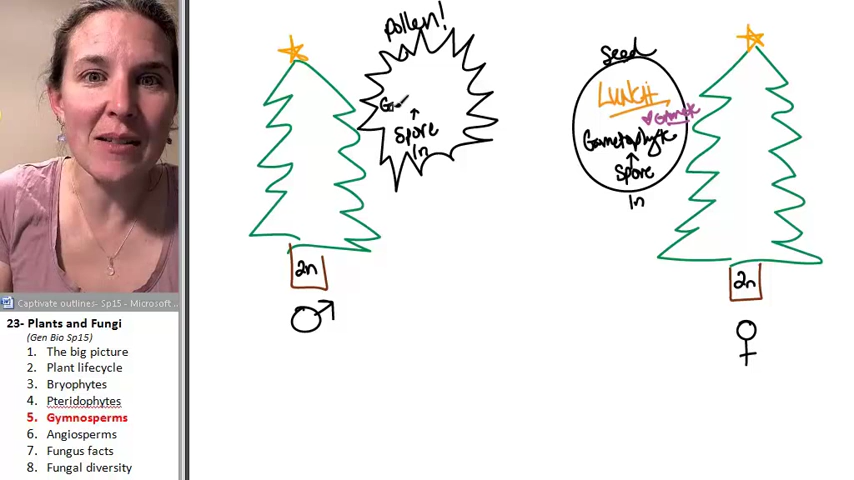 pollen!
Ga
Spore
1n
2n
♂
seed
LUNCH
♥ Gamete
Gametophyte
Spore
1n
2n
♀
Captivate outlines- Sp15 - Microsoft ...
23- Plants and Fungi
(Gen Bio Sp15)
1. The big picture
2. Plant lifecycle
3. Bryophytes
4. Pteridophytes
5. Gymnosperms
6. Angiosperms
7. Fungus facts
8. Fungal diversity